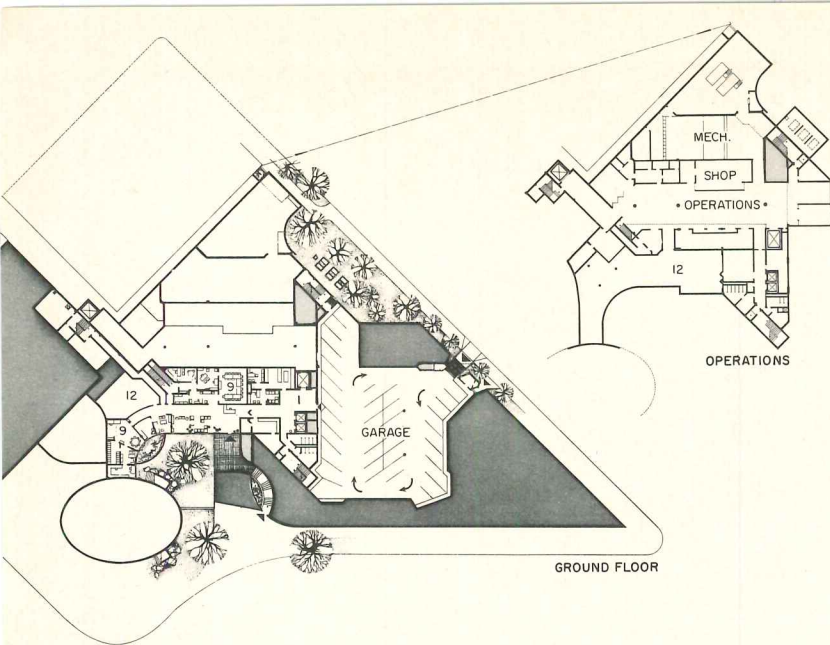 MECH.
SHOP
OPERATIONS
12
OPERATIONS
9
12
9
GARAGE
GROUND FLOOR